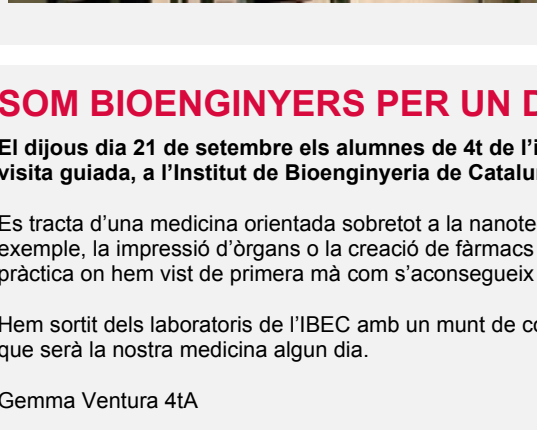 SOM BIOENGINYERS PER UN
El dijous dia 21 de setembre els alumnes de 4t de
visita guiada, a l’Institut de Bioenginyeria de
Es tracta d’una medicina orientada sobretot a la
exemple, la impressió d’òrgans o la creació de fàrmacs
pràctica on hem vist de primera mà com s’aconsegueix
Hem sortit dels laboratoris de l’IBEC amb un munt de
que serà la nostra medicina algun dia.
Gemma Ventura 4tA